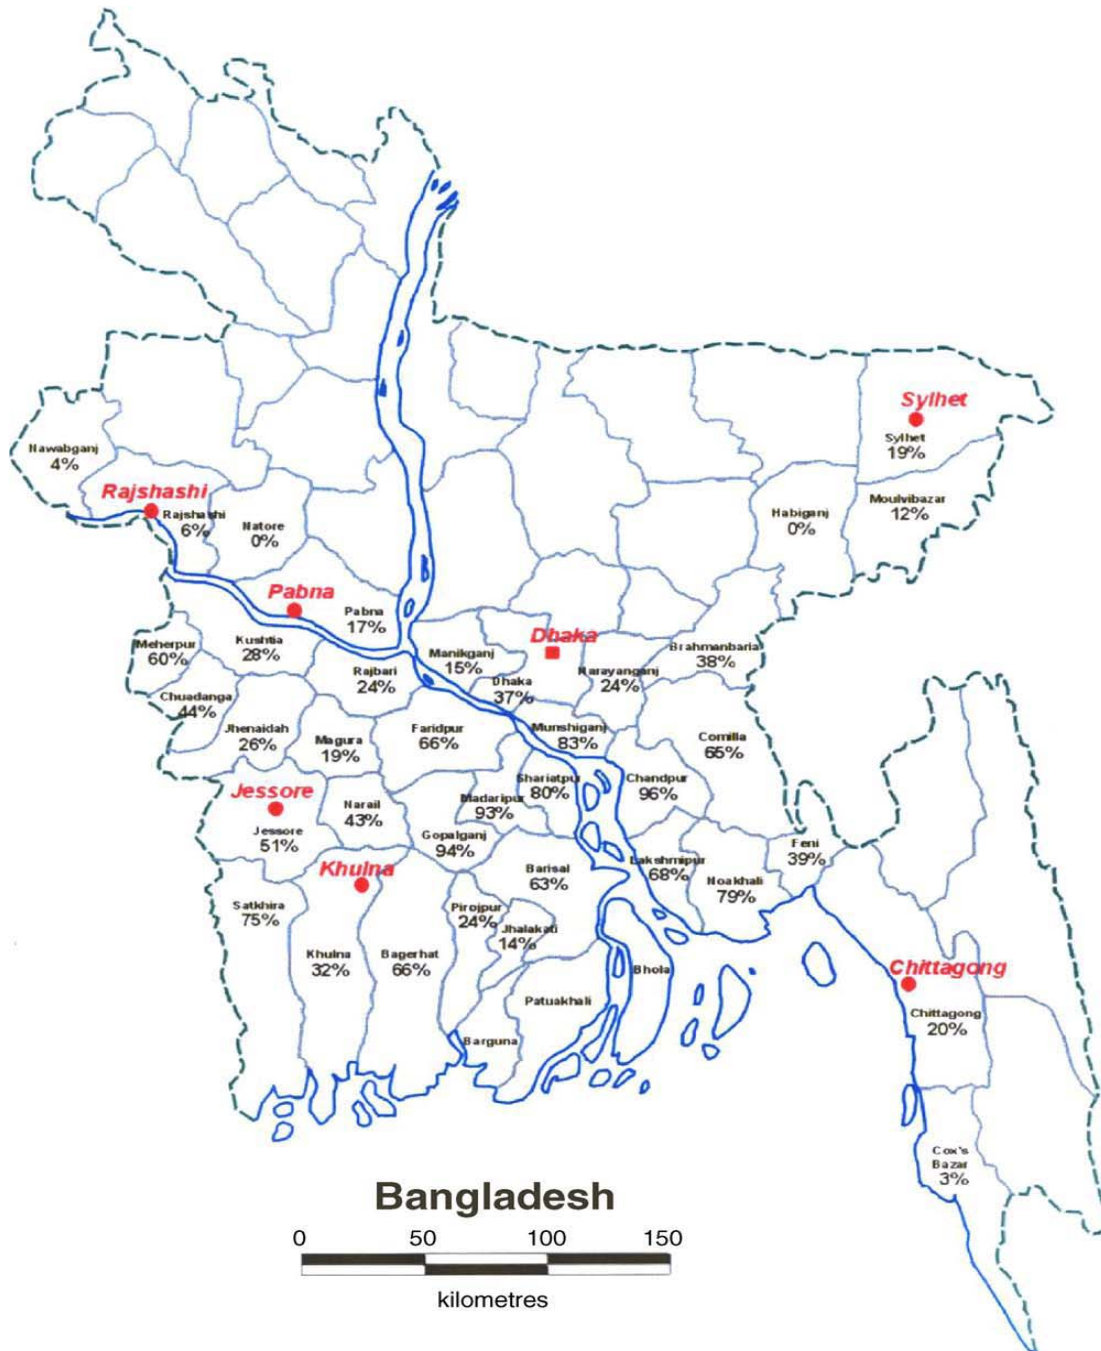 Sylhet
Sylhet
19%
Nawabganj
4%
Rajshashi
Rajshashi
6%
Natore
0%
Habiganj
0%
Moulvibazar
12%
Pabna
Pabna
17%
Dhaka
Meherpur
60%
Kushtia
28%
Rajbari
24%
Manikganj
15%
Dhaka
37%
Narayanganj
24%
Brahmanbaria
38%
Chuadanga
44%
Jhenaidah
26%
Magura
19%
Faridpur
66%
Munshiganj
83%
Comilla
65%
Jessore
Jessore
51%
Narail
43%
Madaripur
93%
Shariatpur
80%
Chandpur
96%
Gopalganj
94%
Khulna
Barisal
63%
Lakshmipur
68%
Noakhali
79%
Feni
39%
Satkhira
75%
Khulna
32%
Bagerhat
66%
Pirojpur
24%
Jhalakati
14%
Bhola
Patuakhali
Barguna
Chittagong
Chittagong
20%
Cox's
Bazar
3%
Bangladesh
0 50 100 150
kilometres